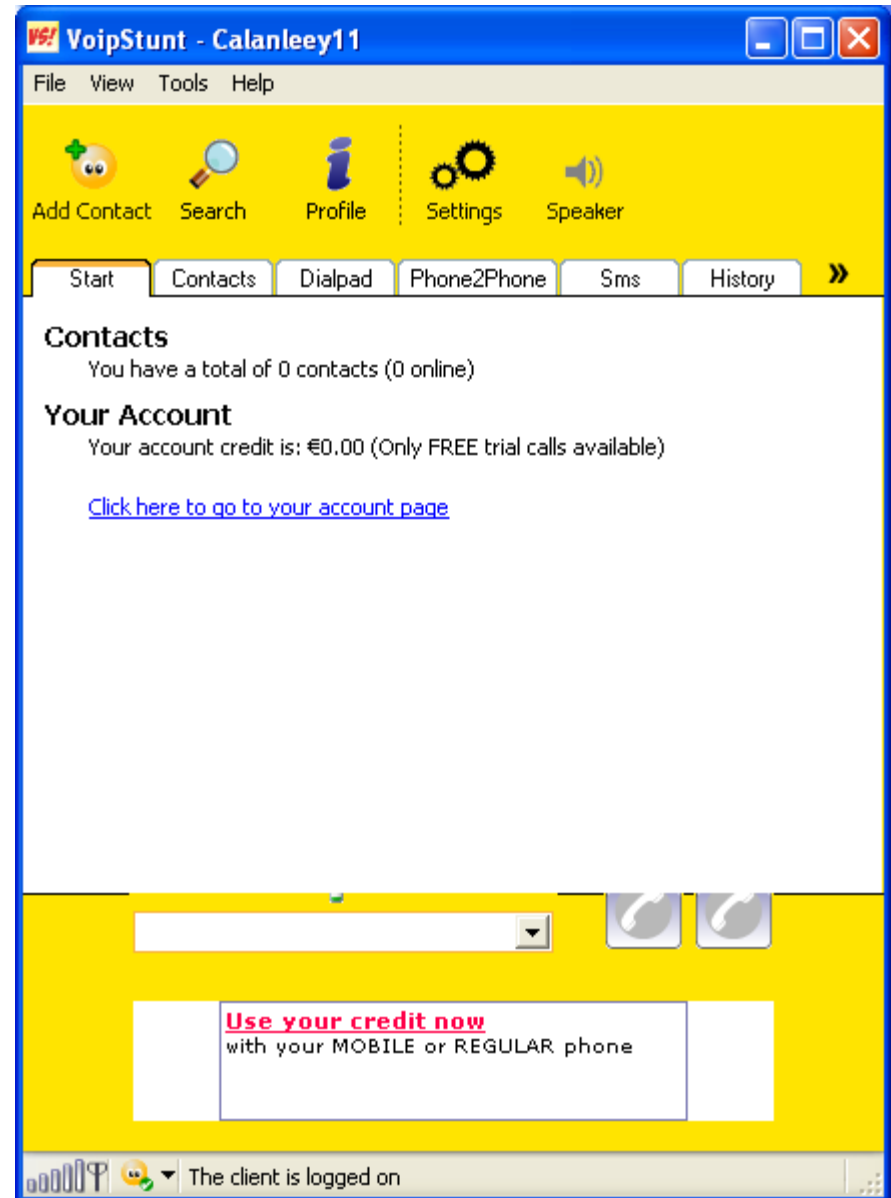 VS! VoipStunt - Calanleey11
File View Tools Help
Add Contact Search Profile Settings Speaker
Start Contacts Dialpad Phone2Phone Sms History »
Contacts
You have a total of 0 contacts (0 online)
Your Account
Your account credit is: €0.00 (Only FREE trial calls available)
Click here to go to your account page
Use your credit now
with your MOBILE or REGULAR phone
The client is logged on